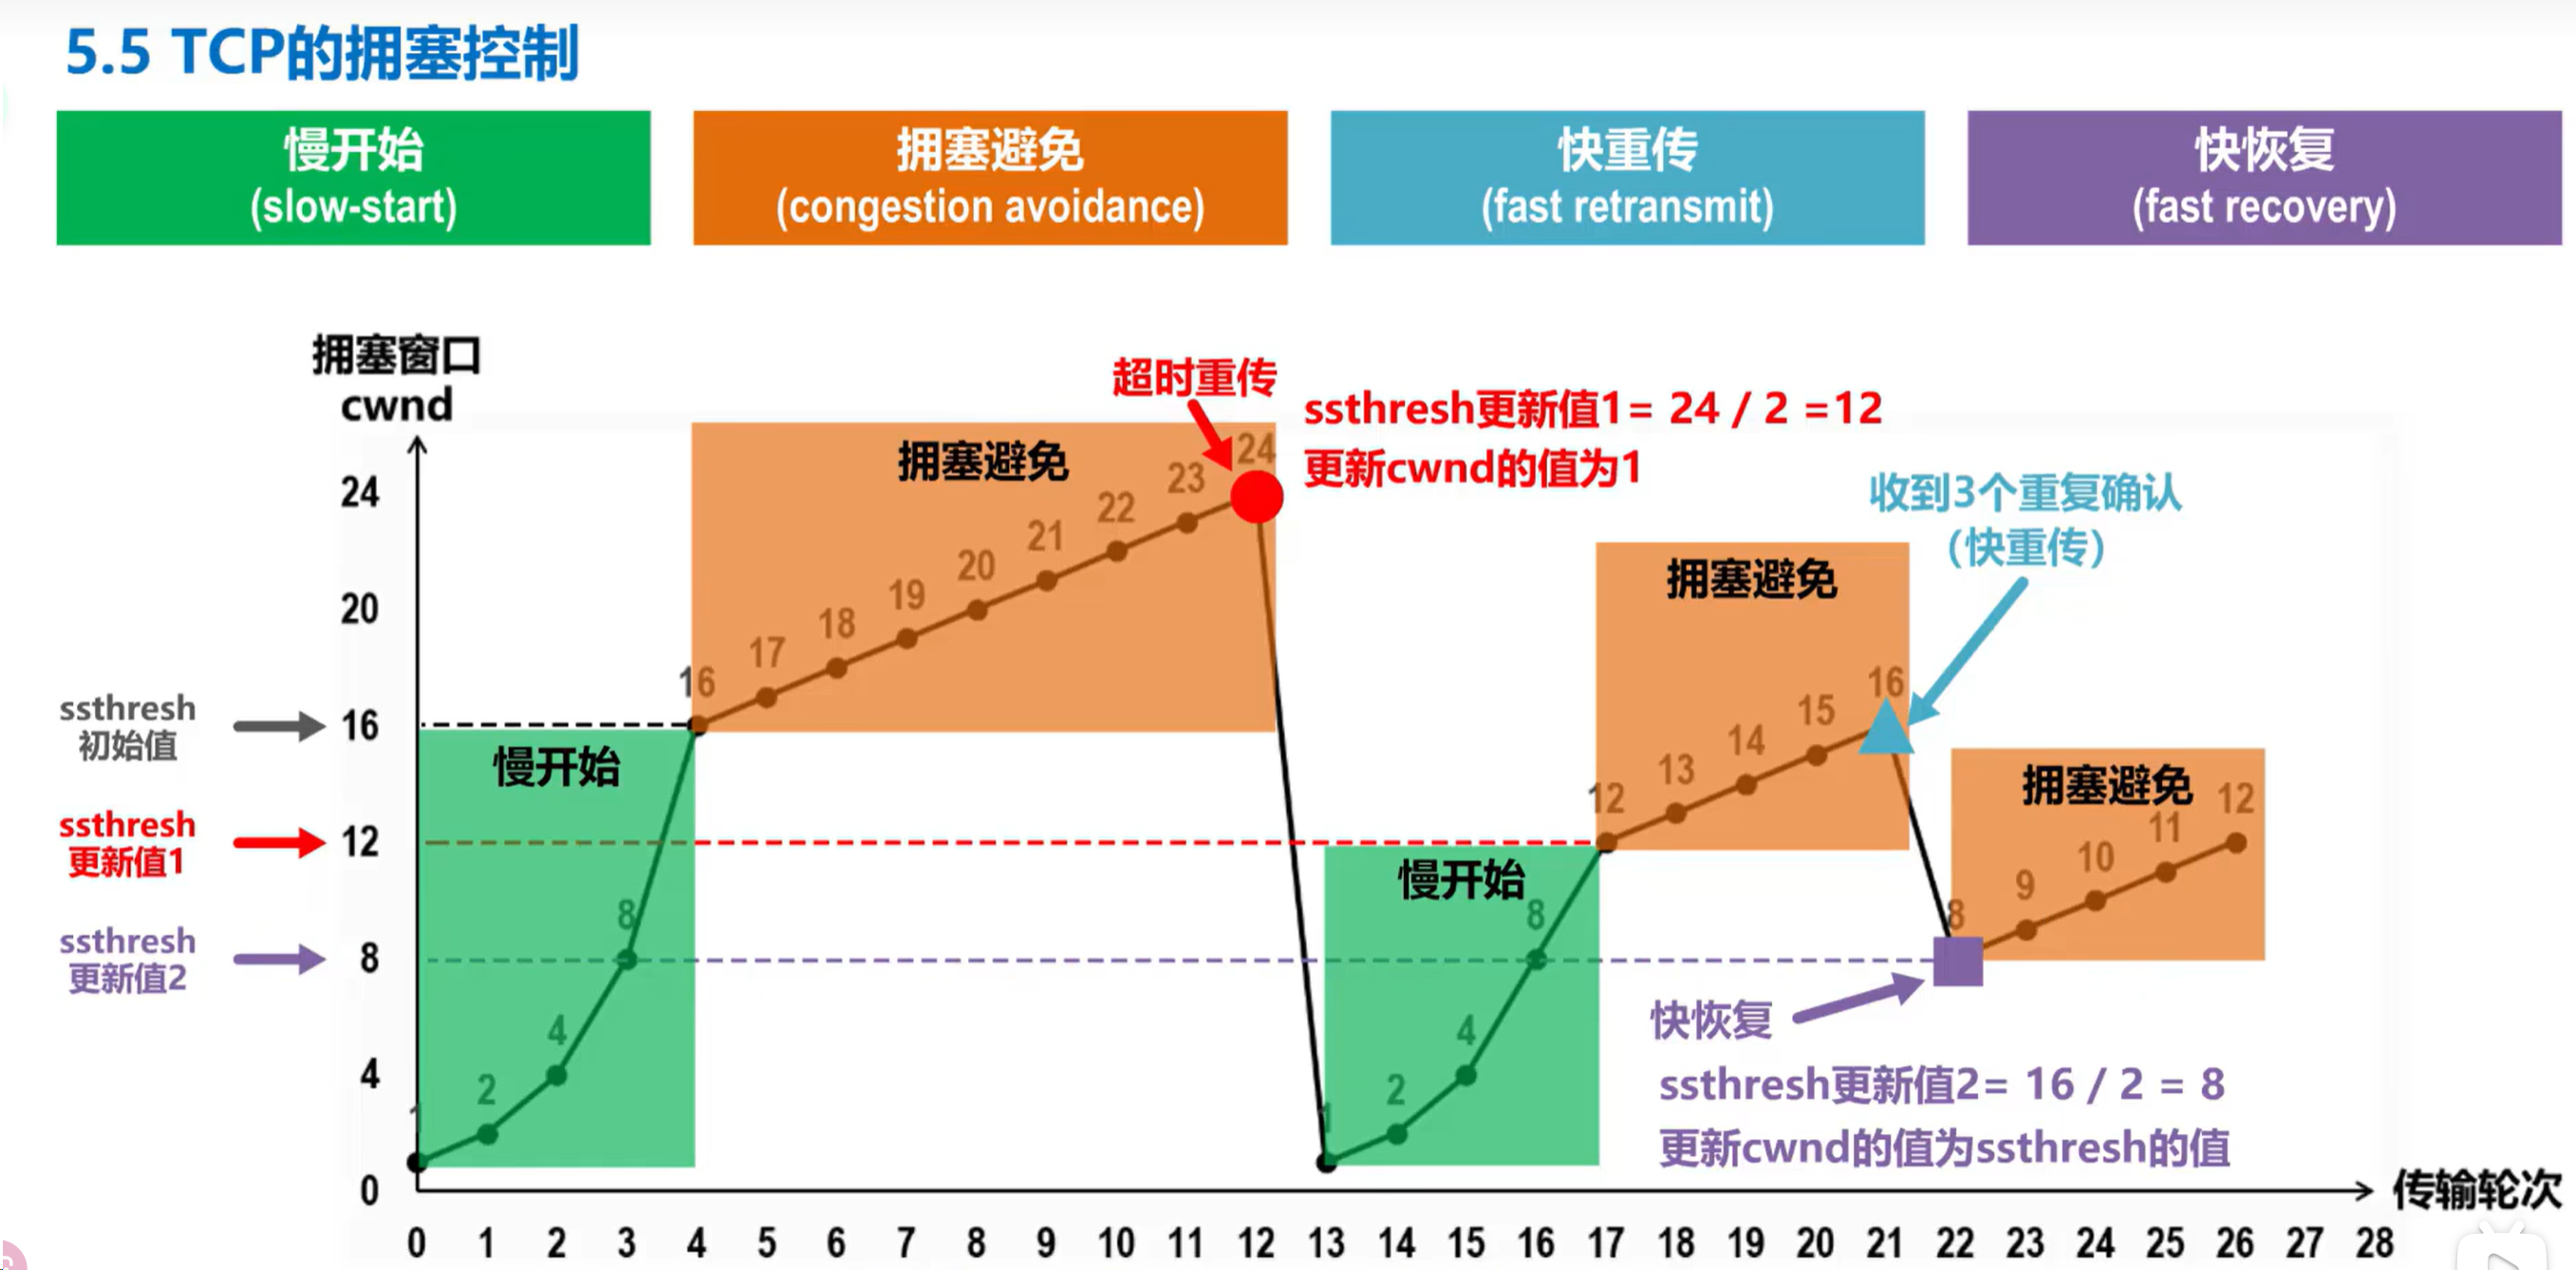 5.5 TCP的拥塞控制
慢开始
(slow-start)
拥塞避免
(congestion avoidance)
快重传
(fast retransmit)
快恢复
(fast recovery)
拥塞窗口
cwnd
超时重传
ssthresh更新值1= 24 / 2 =12
更新cwnd的值为1
收到3个重复确认
(快重传)
24
20
16
12
8
4
0
ssthresh
初始值
ssthresh
更新值1
ssthresh
更新值2
慢开始
1
2
4
8
拥塞避免
16
17
18
19
20
21
22
23
24
慢开始
1
2
4
8
拥塞避免
12
13
14
15
16
拥塞避免
8
9
10
11
12
快恢复
ssthresh更新值2= 16 / 2 = 8
更新cwnd的值为ssthresh的值
传输轮次
0 1 2 3 4 5 6 7 8 9 10 11 12 13 14 15 16 17 18 19 20 21 22 23 24 25 26 27 28